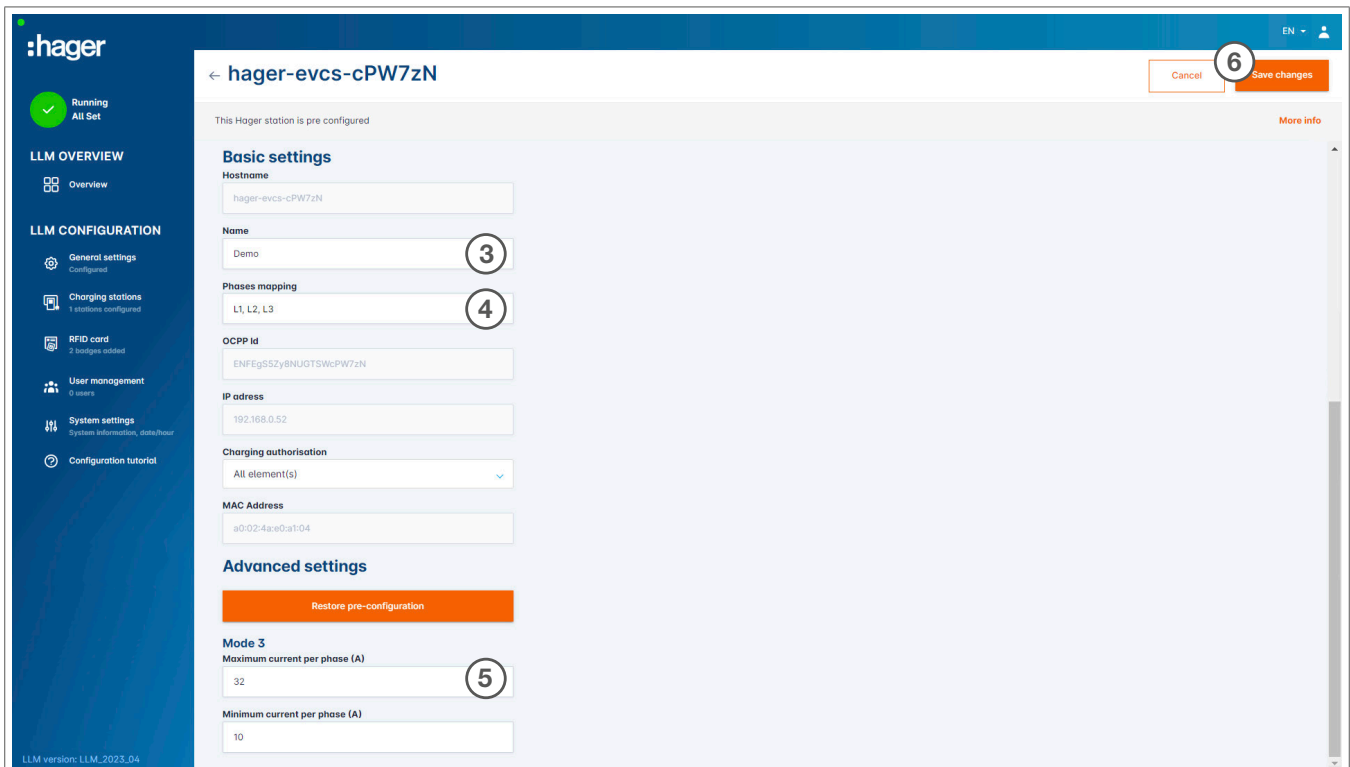 :hager
EN
← hager-evcs-cPW7zN
Cancel
6
Save changes
Running
All Set
This Hager station is pre configured
More info
LLM OVERVIEW
Overview
LLM CONFIGURATION
General settings
Configured
Charging stations
1 stations configured
RFID card
2 badges added
User management
0 users
System settings
System information, date/hour
Configuration tutorial
LLM version: LLM_2023_04
Basic settings
Hostname
hager-evcs-cPW7zN
Name
Demo
3
Phases mapping
L1, L2, L3
4
OCPP Id
ENFEgS5Zy8NUGTSWcPW7zN
IP adress
192.168.0.52
Charging authorisation
All element(s)
MAC Address
a0:02:4a:e0:a1:04
Advanced settings
Restore pre-configuration
Mode 3
Maximum current per phase (A)
32
5
Minimum current per phase (A)
10